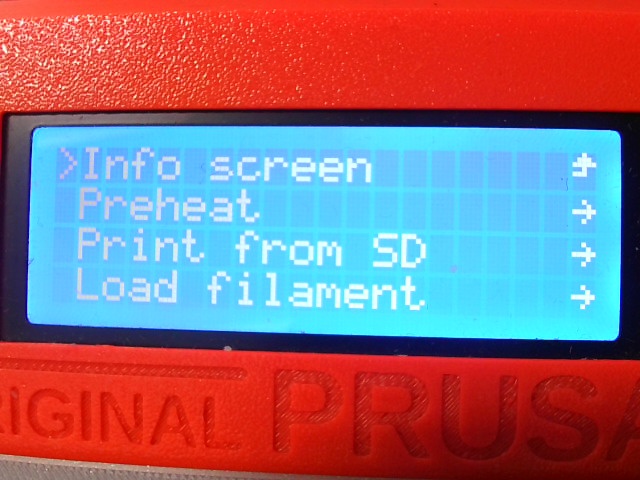 >Info screen
Preheat →
Print from SD →
Load filament →
RIGINAL PRUSA